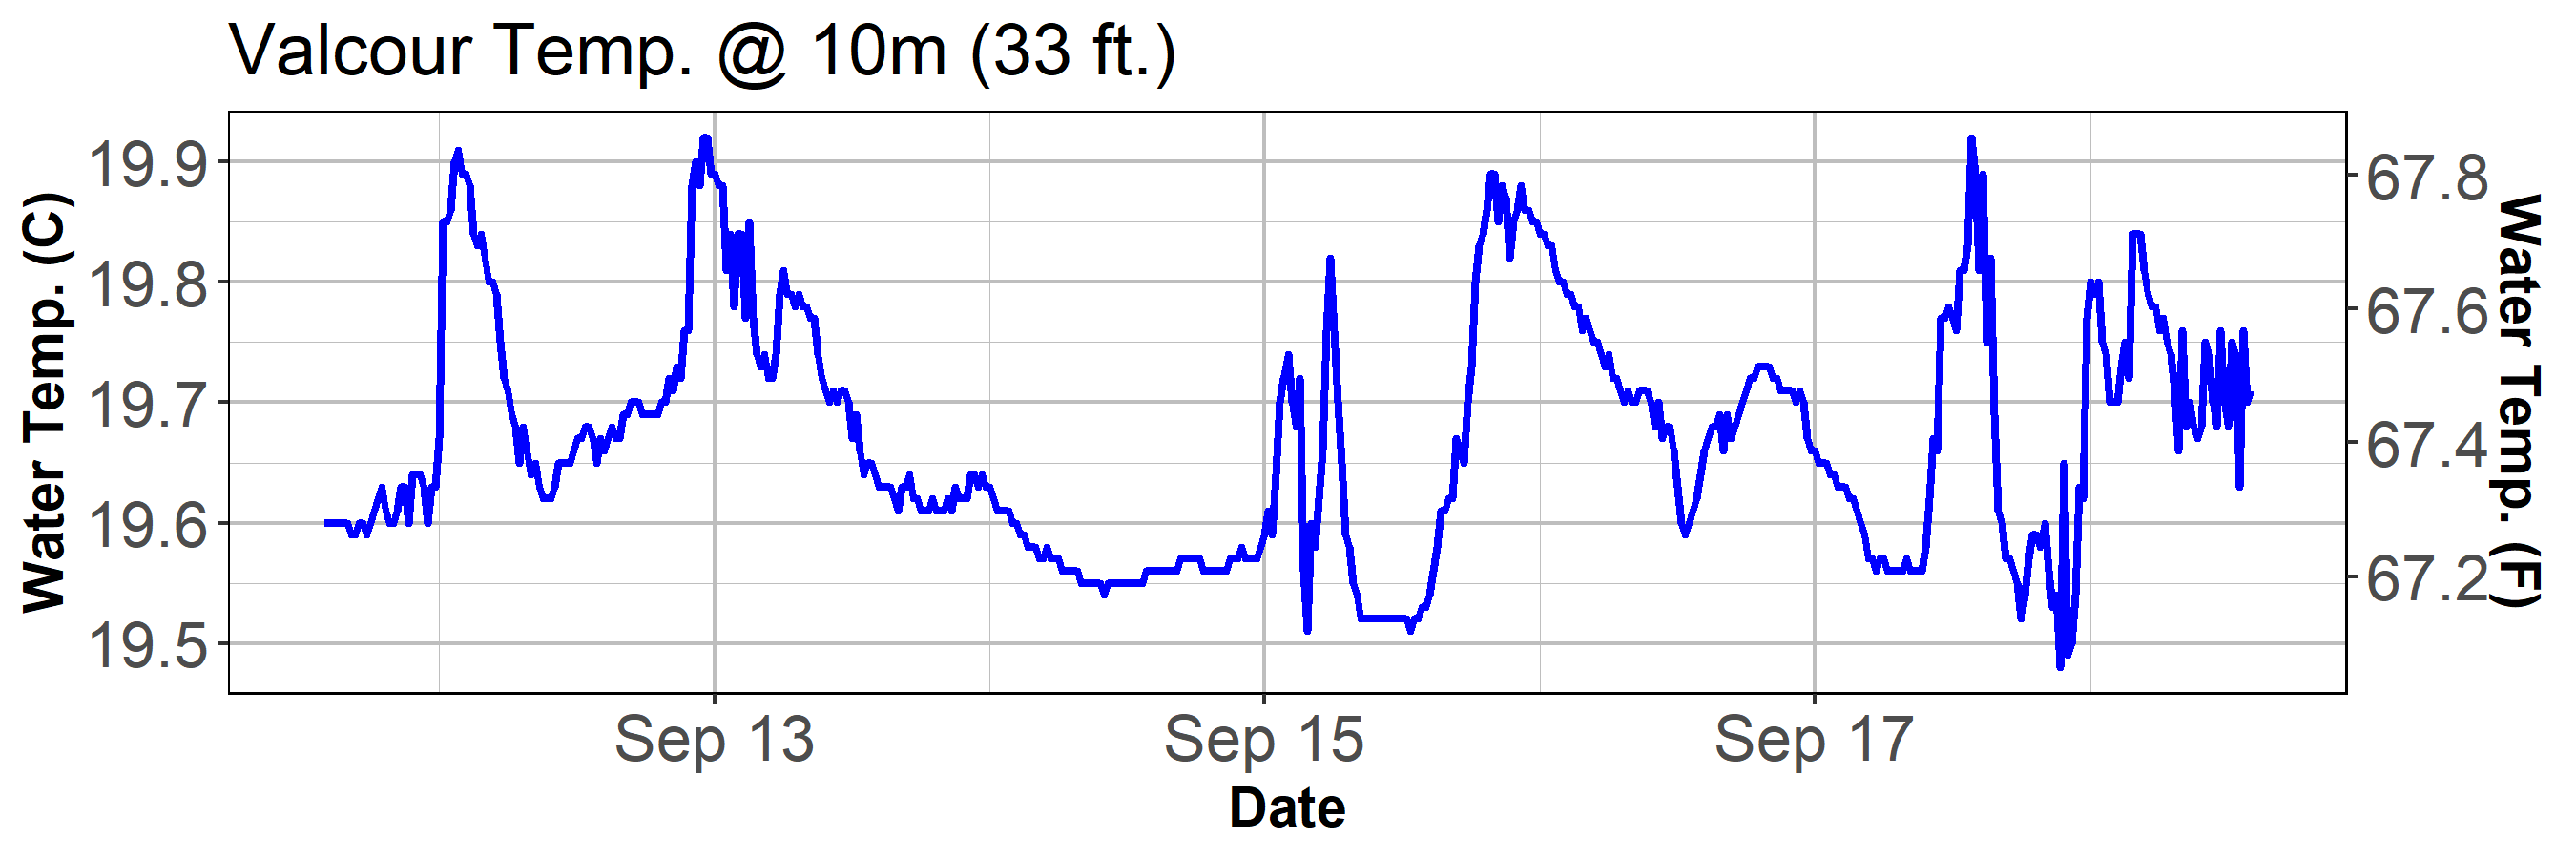 Valcour Temp. @ 10m (33 ft.)
Water Temp. (C)
19.9
19.8
19.7
19.6
19.5
67.8
67.6
67.4
67.2
Water Temp. (F)
Sep 13
Sep 15
Sep 17
Date